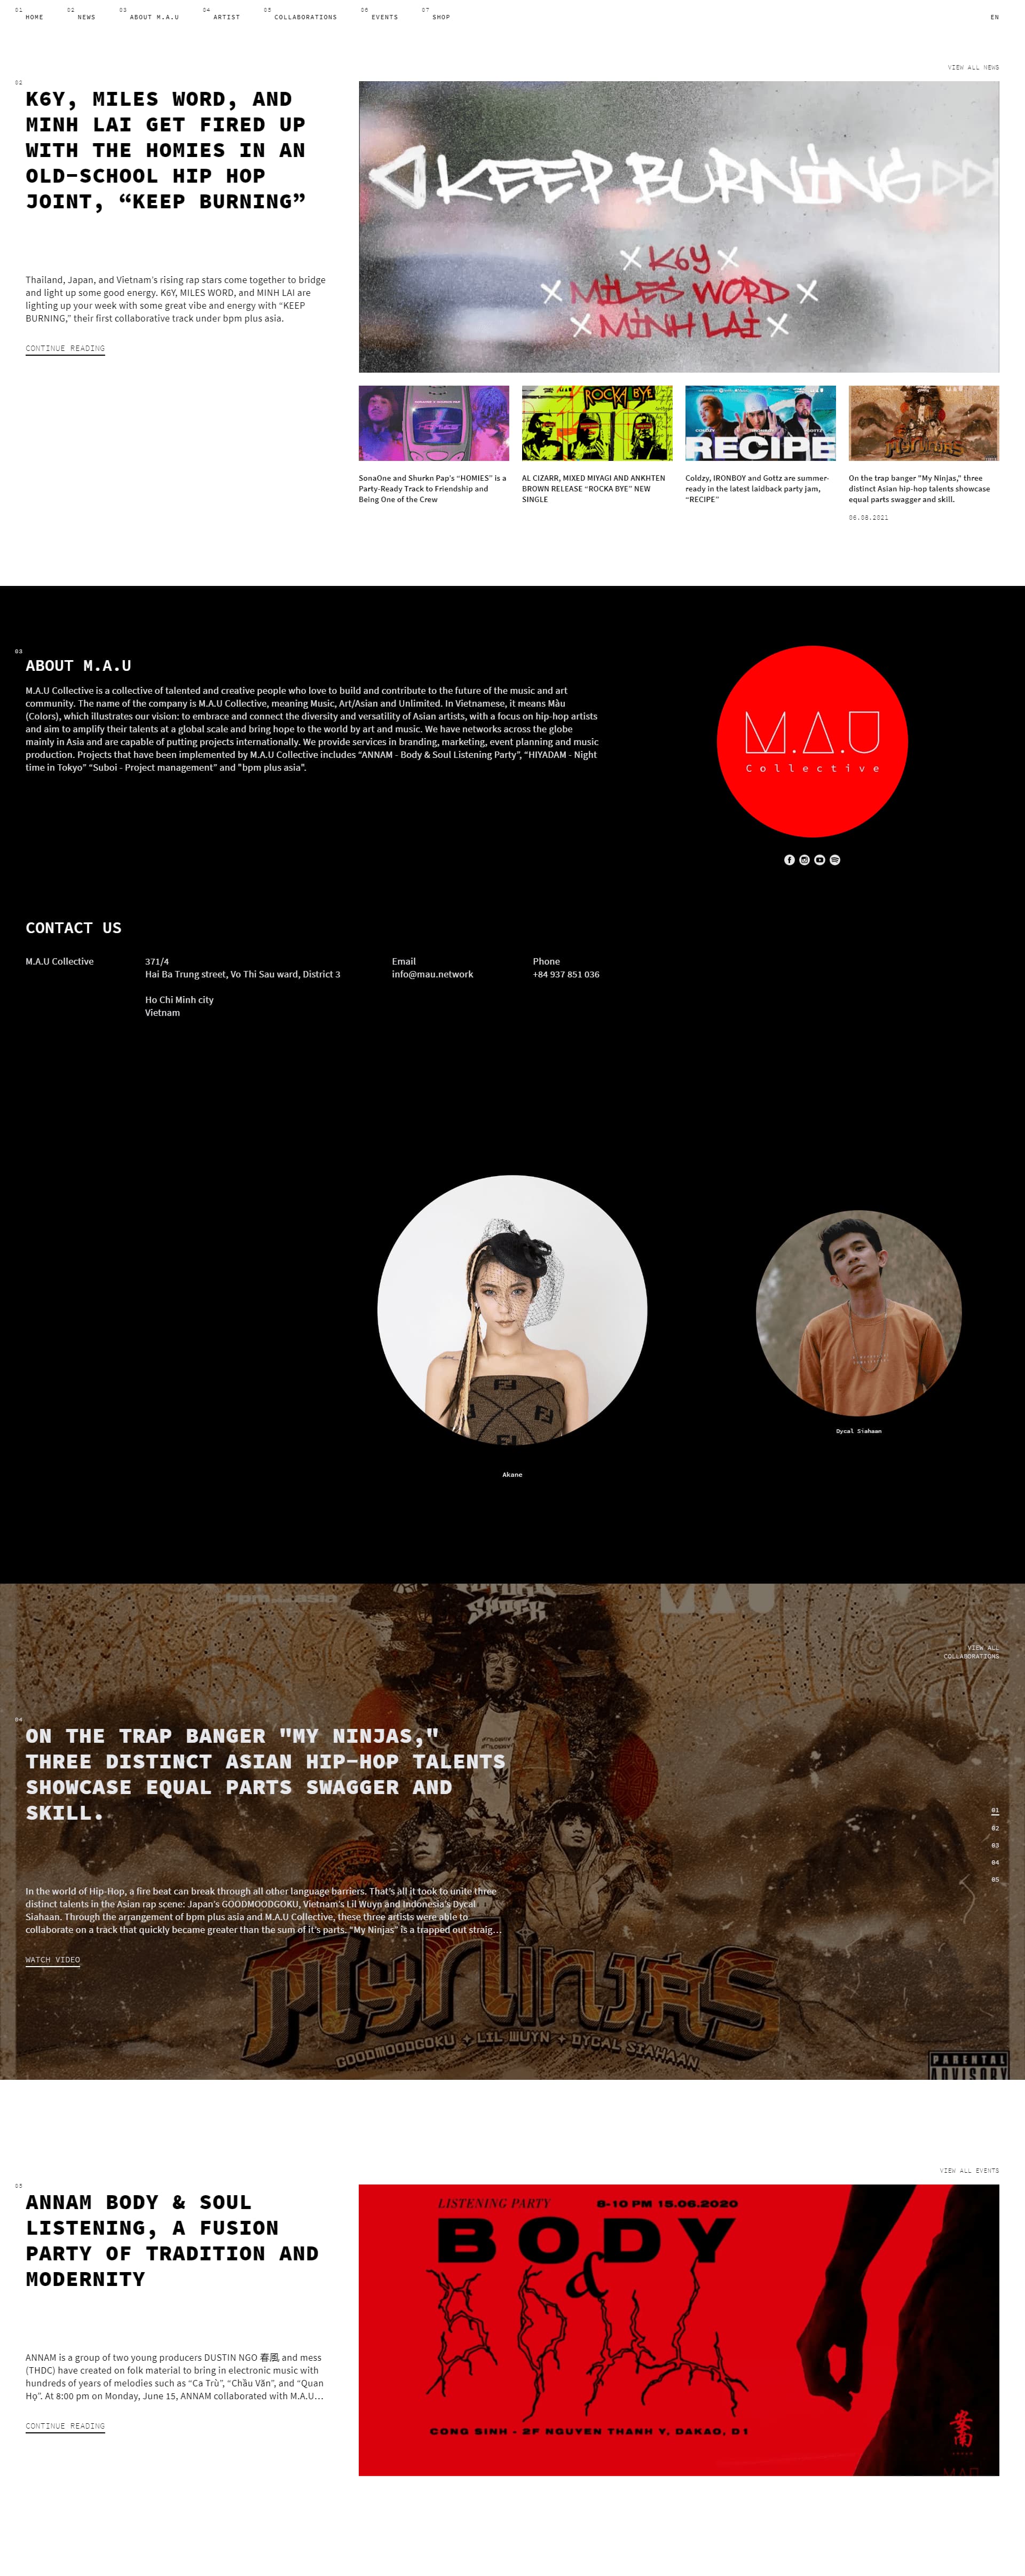 01 HOME 02 NEWS 03 ABOUT M.A.U 04 ARTIST 05 COLLABORATIONS 06 EVENTS 07 SHOP EN
VIEW ALL NEWS
02
K6Y, MILES WORD, AND
MINH LAI GET FIRED UP
WITH THE HOMIES IN AN
OLD-SCHOOL HIP HOP
JOINT, “KEEP BURNING”
Thailand, Japan, and Vietnam’s rising rap stars come together to bridge
and light up some good energy. K6Y, MILES WORD, and MINH LAI are
lighting up your week with some great vibe and energy with “KEEP
BURNING,” their first collaborative track under bpm plus asia.
CONTINUE READING
KEEP BURNING
K6Y
MILES WORD
MINH LAI
ROCKA BYE
RECIPE
MY NINJAS
SonaOne and Shurkn Pap’s “HOMIES” is a
Party-Ready Track to Friendship and
Being One of the Crew
AL CIZARR, MIXED MIYAGI AND ANKHTEN
BROWN RELEASE “ROCKA BYE” NEW
SINGLE
Coldzy, IRONBOY and Gottz are summer-
ready in the latest laidback party jam,
“RECIPE”
On the trap banger "My Ninjas," three
distinct Asian hip-hop talents showcase
equal parts swagger and skill.
06.08.2021
03
ABOUT M.A.U
M.A.U Collective is a collective of talented and creative people who love to build and contribute to the future of the music and art
community. The name of the company is M.A.U Collective, meaning Music, Art/Asian and Unlimited. In Vietnamese, it means Màu
(Colors), which illustrates our vision: to embrace and connect the diversity and versatility of Asian artists, with a focus on hip-hop artists
and aim to amplify their talents at a global scale and bring hope to the world by art and music. We have networks across the globe
mainly in Asia and are capable of putting projects internationally. We provide services in branding, marketing, event planning and music
production. Projects that have been implemented by M.A.U Collective includes “ANNAM - Body & Soul Listening Party”, “HIYADAM - Night
time in Tokyo” “Suboi - Project management” and "bpm plus asia".
M.A.U
Collective
CONTACT US
M.A.U Collective
371/4
Hai Ba Trung street, Vo Thi Sau ward, District 3
Ho Chi Minh city
Vietnam
Email
info@mau.network
Phone
+84 937 851 036
Akane
Dycal Siahaan
VIEW ALL
COLLABORATIONS
04
ON THE TRAP BANGER "MY NINJAS,"
THREE DISTINCT ASIAN HIP-HOP TALENTS
SHOWCASE EQUAL PARTS SWAGGER AND
SKILL.
01
02
03
04
05
In the world of Hip-Hop, a fire beat can break through all other language barriers. That’s all it took to unite three
distinct talents in the Asian rap scene: Japan’s GOODMOODGOKU, Vietnam’s Lil Wuyn and Indonesia’s Dycal
Siahaan. Through the arrangement of bpm plus asia and M.A.U Collective, these three artists were able to
collaborate on a track that quickly became greater than the sum of it’s parts. “My Ninjas” is a trapped out straig...
WATCH VIDEO
MY NINJAS
GOODMOODGOKU + LIL WUYN + DYCAL SIAHAAN
PARENTAL
ADVISORY
VIEW ALL EVENTS
05
ANNAM BODY & SOUL
LISTENING, A FUSION
PARTY OF TRADITION AND
MODERNITY
ANNAM is a group of two young producers DUSTIN NGO 春風 and mess
(THDC) have created on folk material to bring in electronic music with
hundreds of years of melodies such as “Ca Trù”, “Chầu Văn”, and “Quan
Họ”. At 8:00 pm on Monday, June 15, ANNAM collaborated with M.A.U...
CONTINUE READING
LISTENING PARTY 8-10 PM 15.06.2020
BODY
&
SOUL
CONG SINH - 2F NGUYEN THANH Y, DAKAO, D1
安南